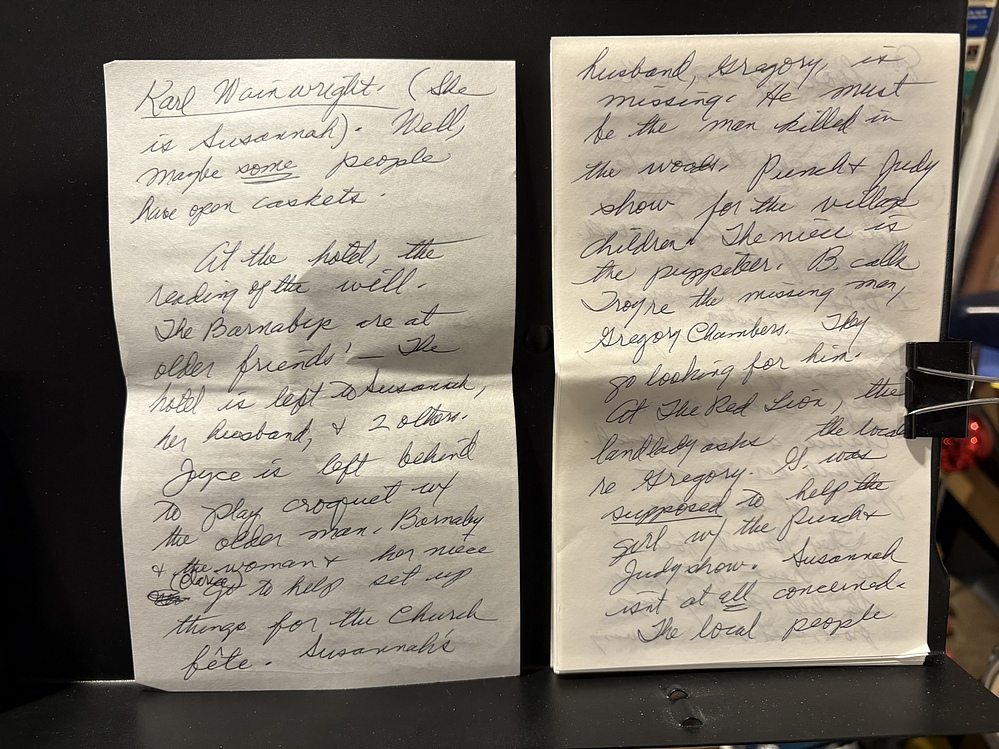 Karl Wainwright. (She
is Susannah). Well,
maybe some people
have open caskets.
At the hotel, the
reading of the will.
The Barnabys are at
older friends' — The
hotel is left to Susannah,
her husband, & 2 others.
Joyce is left behind
to play croquet w/
the older man. Barnaby
& the woman & her niece
(Clarice) go to help set up
things for the Church
fête. Susannah's
husband, Gregory, is
missing. He must
be the man killed in
the woods. Punch & Judy
show for the village
children. The niece is
the puppeteer. B. calls
Troy re the missing man,
Gregory Chambers. They
go looking for him.
At The Red Lion, the
landlady asks the locals
re Gregory. G. was
supposed to help the
girl w/ the Punch &
Judy show. Susannah
isn't at all concerned.
The local people